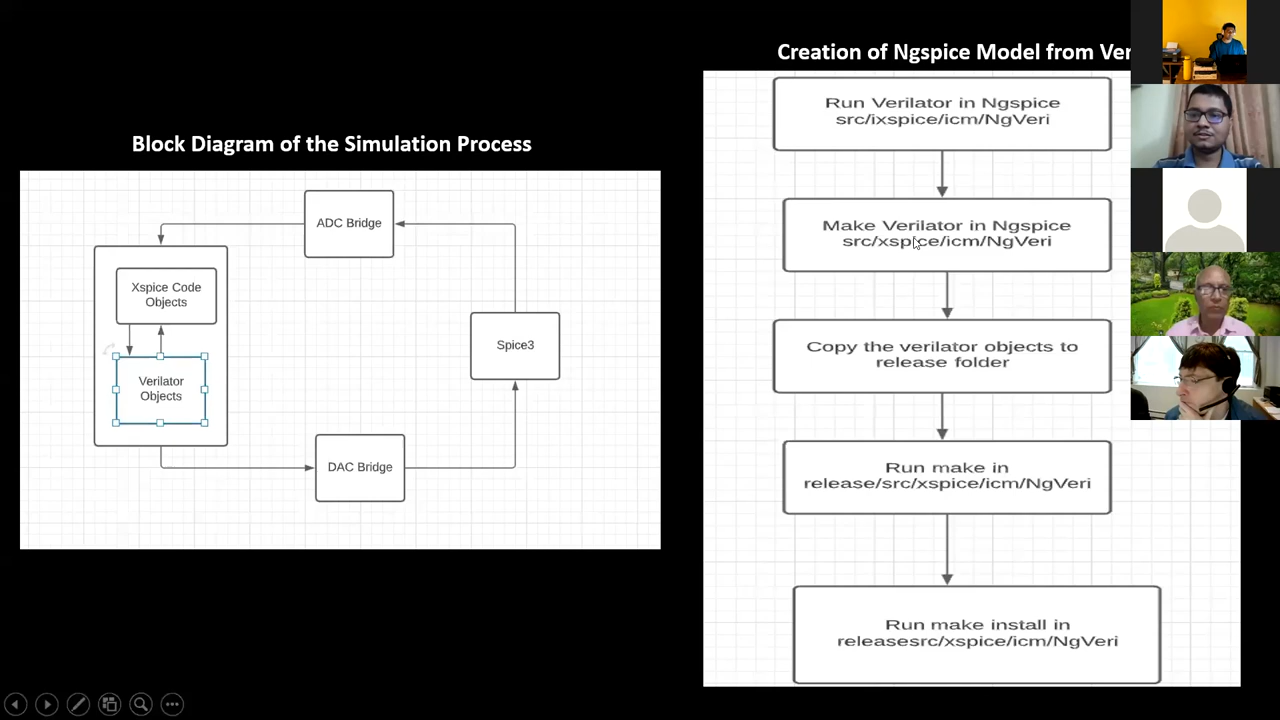 Block Diagram of the Simulation Process
ADC Bridge
Xspice Code
Objects
Verilator
Objects
Spice3
DAC Bridge
Creation of Ngspice Model from Ver
Run Verilator in Ngspice
src/ixspice/icm/NgVeri
Make Verilator in Ngspice
src/xspice/icm/NgVeri
Copy the verilator objects to
release folder
Run make in
release/src/xspice/icm/NgVeri
Run make install in
releasesrc/xspice/icm/NgVeri